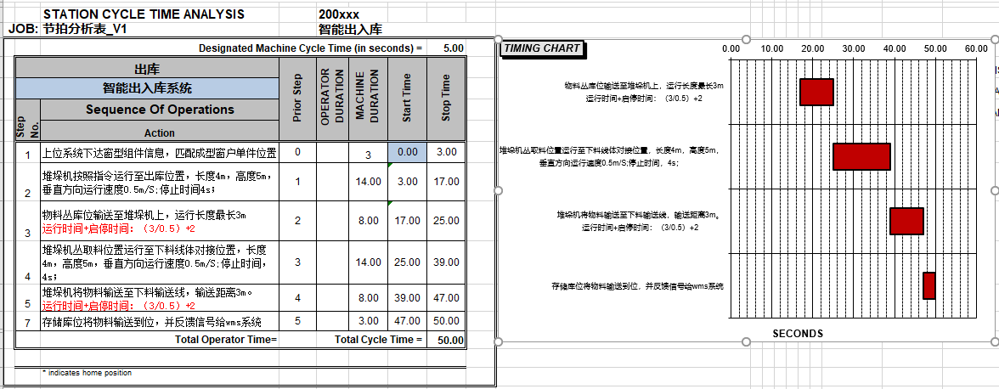 STATION CYCLE TIME ANALYSIS 200xxx
JOB: 节拍分析表_V1 智能出入库
Designated Machine Cycle Time (in seconds) = 5.00
出库
智能出入库系统
Sequence Of Operations
Step No.
Action
Prior Step
OPERATOR DURATION
MACHINE DURATION
Start Time
Stop Time
1 上位系统下达窗型组件信息，匹配成型窗户单件位置 0 3 0.00 3.00
堆垛机按照指令运行至出库位置，长度4m，高度5m，
垂直方向运行速度0.5m/S;停止时间4s；
2 1 14.00 3.00 17.00
物料丛库位输送至堆垛机上，运行长度最长3m
运行时间+启停时间：（3/0.5）+2
3 2 8.00 17.00 25.00
堆垛机丛取料位置运行至下料线体对接位置，长度
4m，高度5m，垂直方向运行速度0.5m/S;停止时间，
4s；
4 3 14.00 25.00 39.00
堆垛机将物料输送至下料输送线，输送距离3m。
运行时间+启停时间：（3/0.5）+2
5 4 8.00 39.00 47.00
7 存储库位将物料输送到位，并反馈信号给wms系统 5 3.00 47.00 50.00
Total Operator Time= Total Cycle Time = 50.00
* indicates home position
TIMING CHART
0.00 10.00 20.00 30.00 40.00 50.00 60.00
物料丛库位输送至堆垛机上，运行长度最长3m
运行时间+启停时间：（3/0.5）+2
堆垛机丛取料位置运行至下料线体对接位置，长度4m，高度5m，
垂直方向运行速度0.5m/S;停止时间，4s；
堆垛机将物料输送至下料输送线，输送距离3m。
运行时间+启停时间：（3/0.5）+2
存储库位将物料输送到位，并反馈信号给wms系统
SECONDS